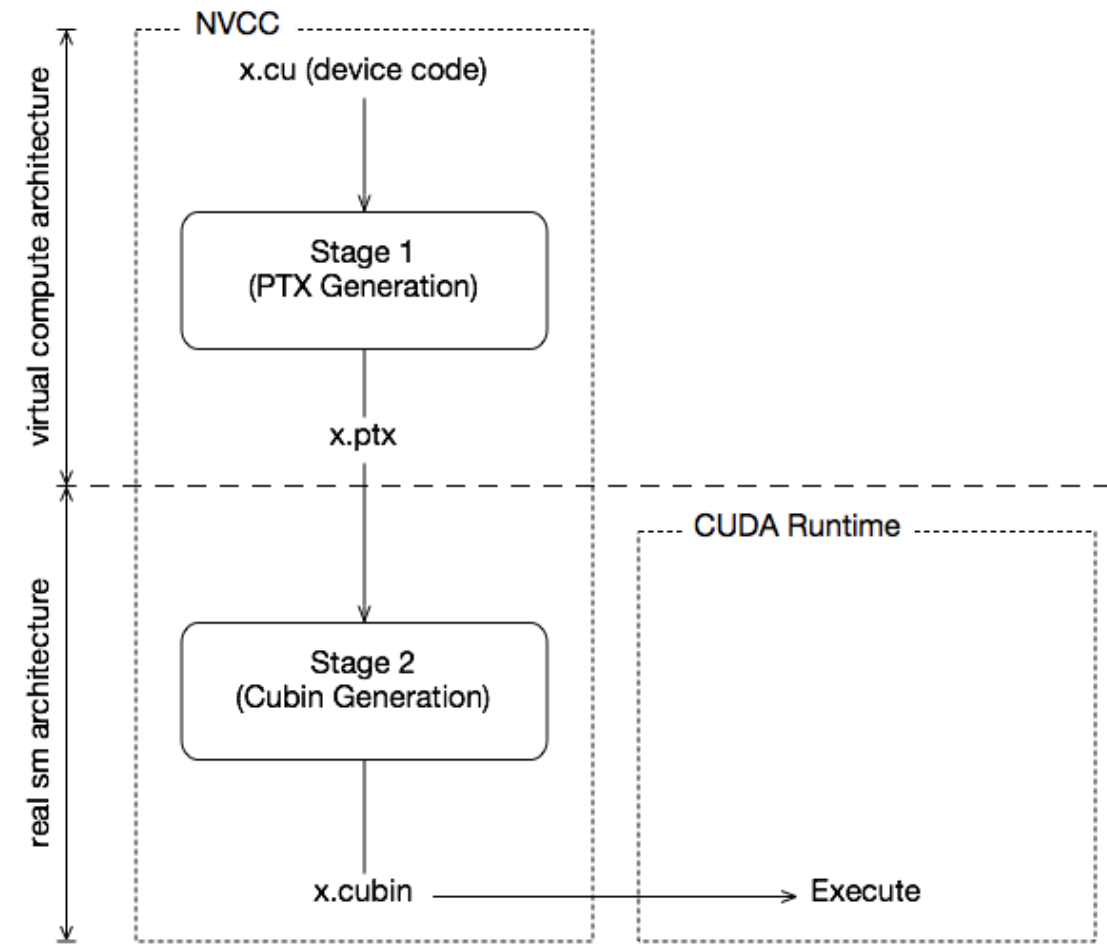 NVCC
x.cu (device code)
virtual compute architecture
Stage 1
(PTX Generation)
x.ptx
CUDA Runtime
real sm architecture
Stage 2
(Cubin Generation)
x.cubin
Execute